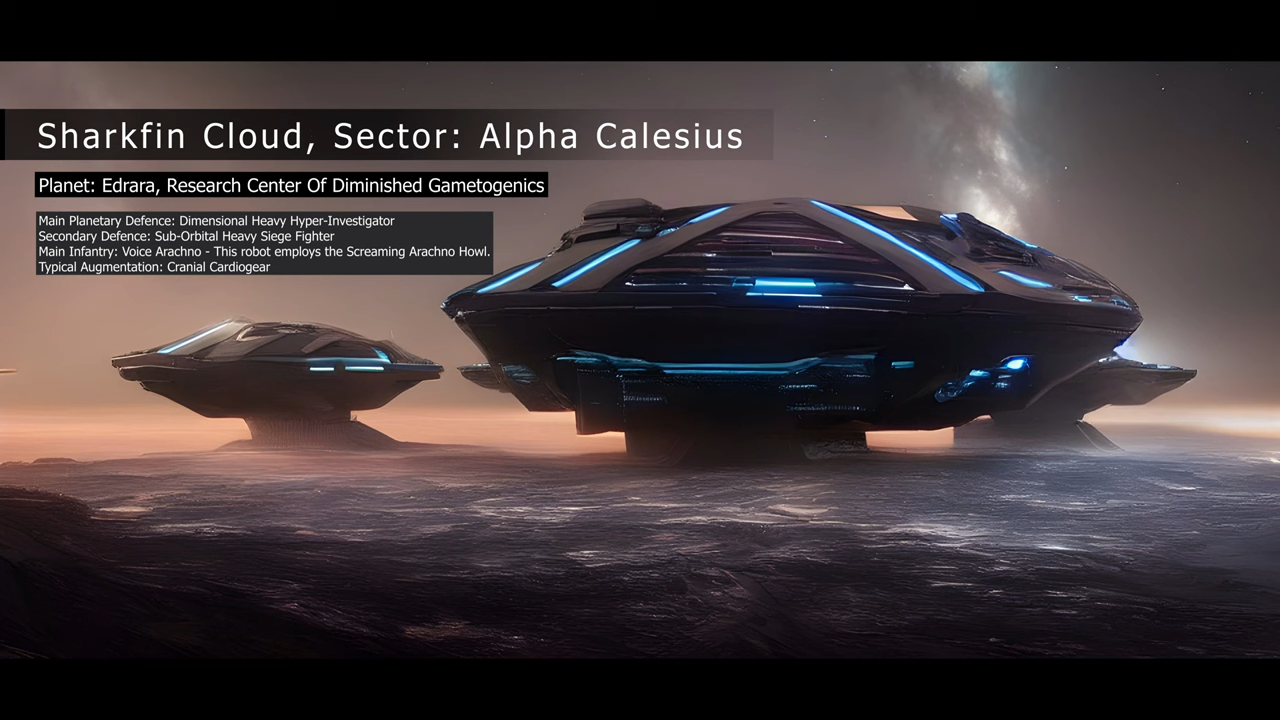 Sharkfin Cloud, Sector: Alpha Calesius
Planet: Edrara, Research Center Of Diminished Gametogenics
Main Planetary Defence: Dimensional Heavy Hyper-Investigator
Secondary Defence: Sub-Orbital Heavy Siege Fighter
Main Infantry: Voice Arachno - This robot employs the Screaming Arachno Howl.
Typical Augmentation: Cranial Cardiogear